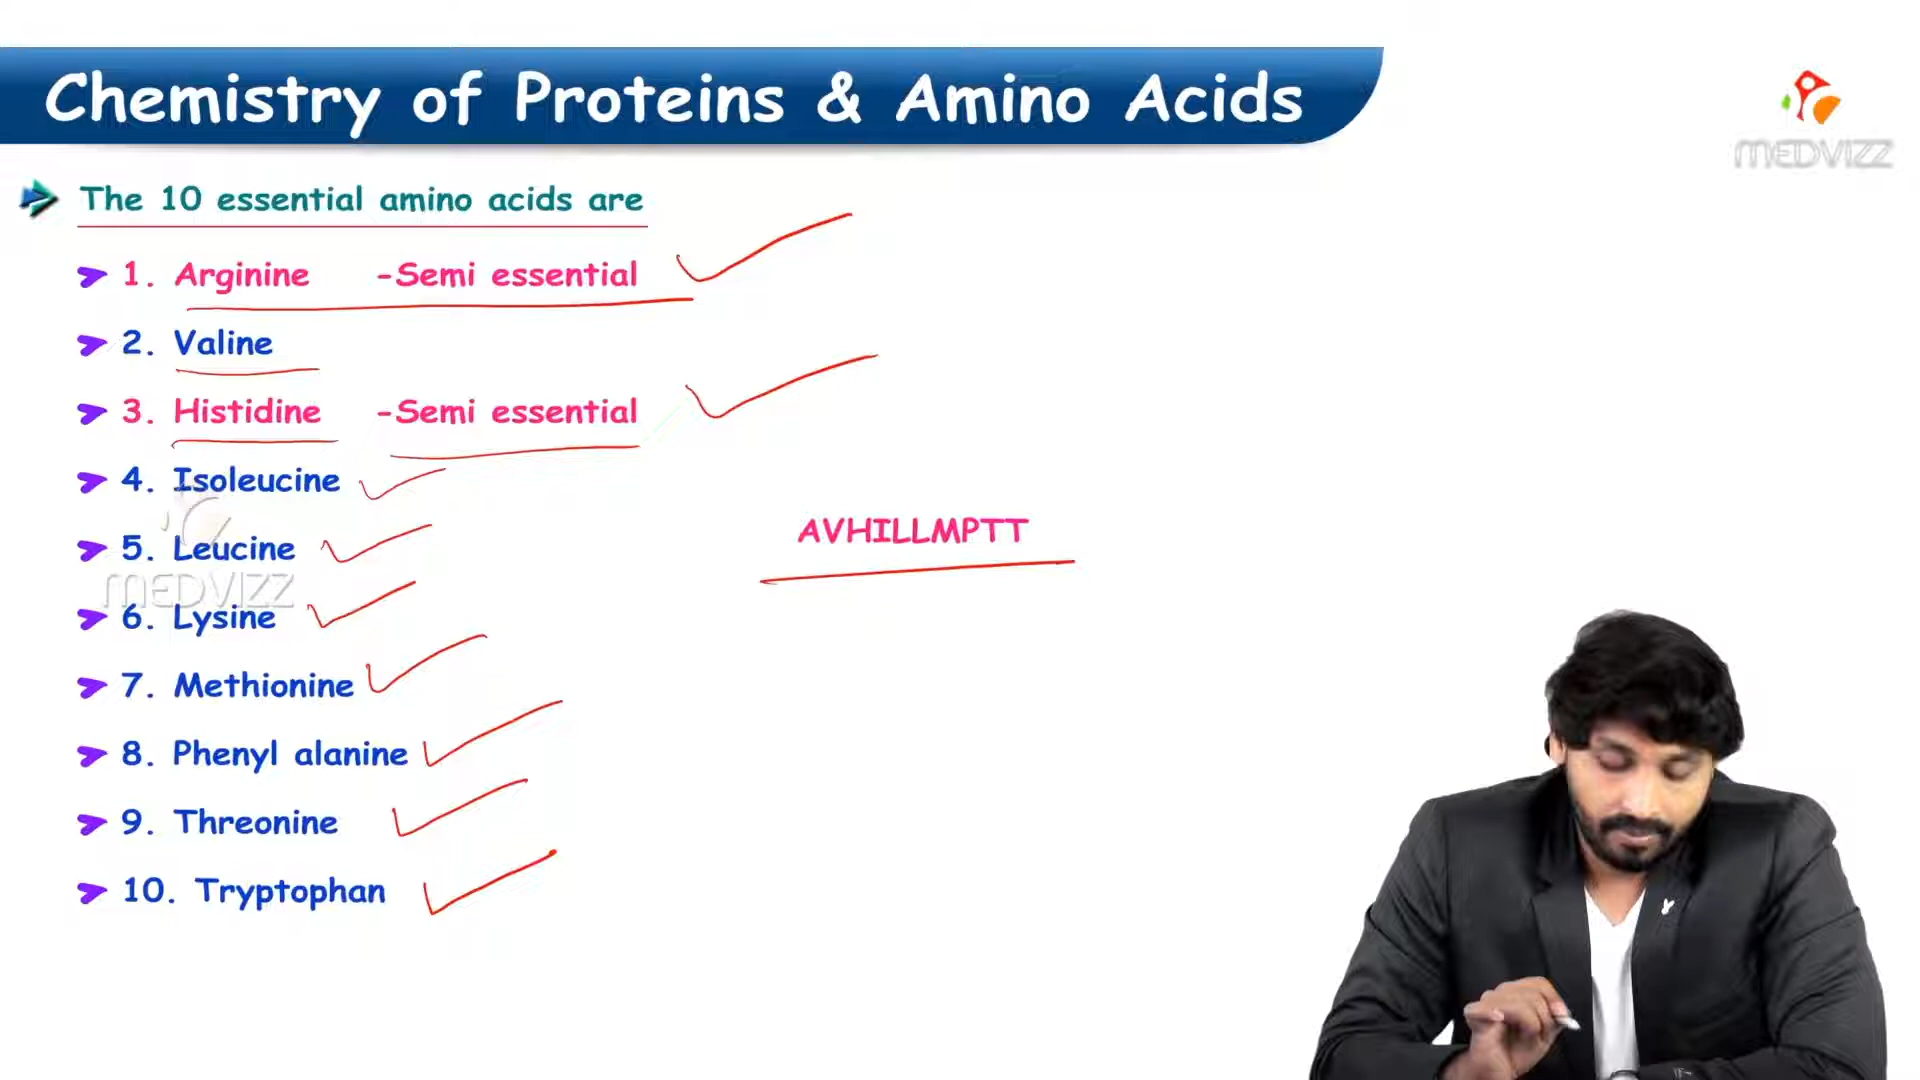 Chemistry of Proteins & Amino Acids
MEDVIZZ
The 10 essential amino acids are
1. Arginine -Semi essential
2. Valine
3. Histidine -Semi essential
4. Isoleucine
AVHILLMPTT
5. Leucine
MEDVIZZ
6. Lysine
7. Methionine
8. Phenyl alanine
9. Threonine
10. Tryptophan